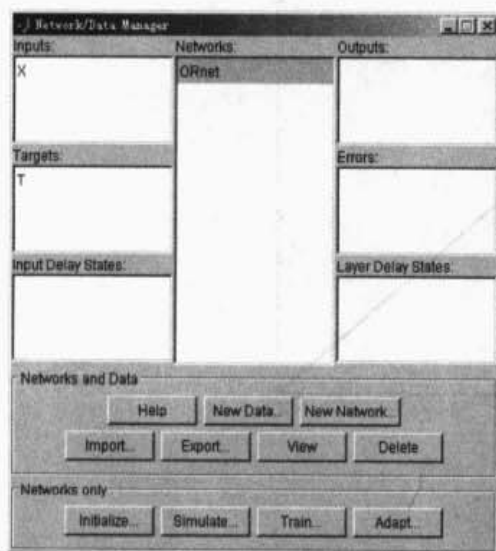 Network/Data Manager
Inputs: Networks: Outputs:
X ORnet
Targets: Errors:
T
Input Delay States: Layer Delay States:
Networks and Data
Help New Data... New Network...
Import... Export... View Delete
Networks only
Initialize... Simulate... Train... Adapt...